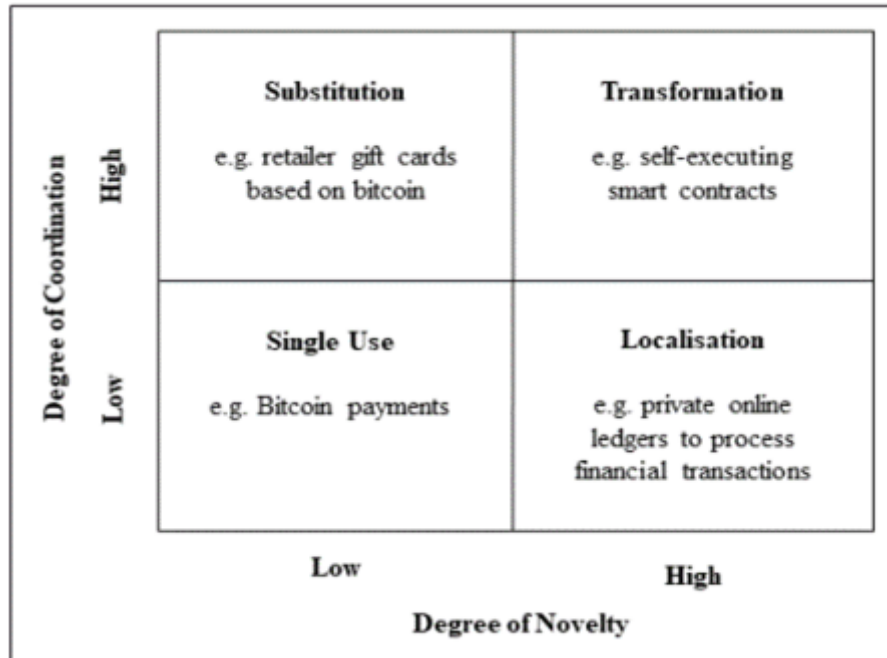 Degree of Coordination
High
Low
Substitution
e.g. retailer gift cards
based on bitcoin
Transformation
e.g. self-executing
smart contracts
Single Use
e.g. Bitcoin payments
Localisation
e.g. private online
ledgers to process
financial transactions
Low
High
Degree of Novelty